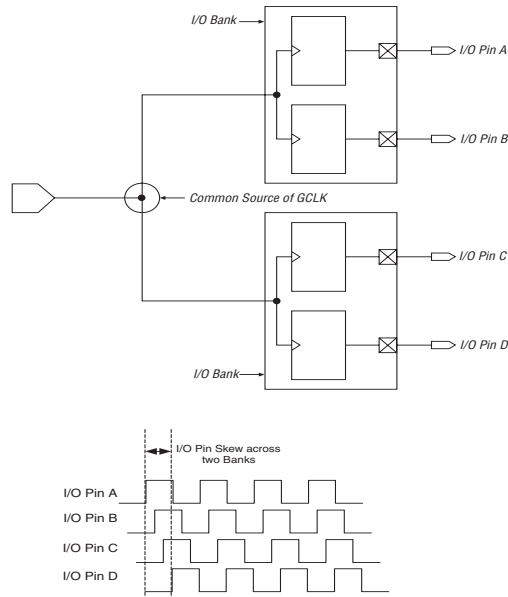 I/O Bank
I/O Pin A
I/O Pin B
Common Source of GCLK
I/O Pin C
I/O Pin D
I/O Bank
I/O Pin Skew across
two Banks
I/O Pin A
I/O Pin B
I/O Pin C
I/O Pin D